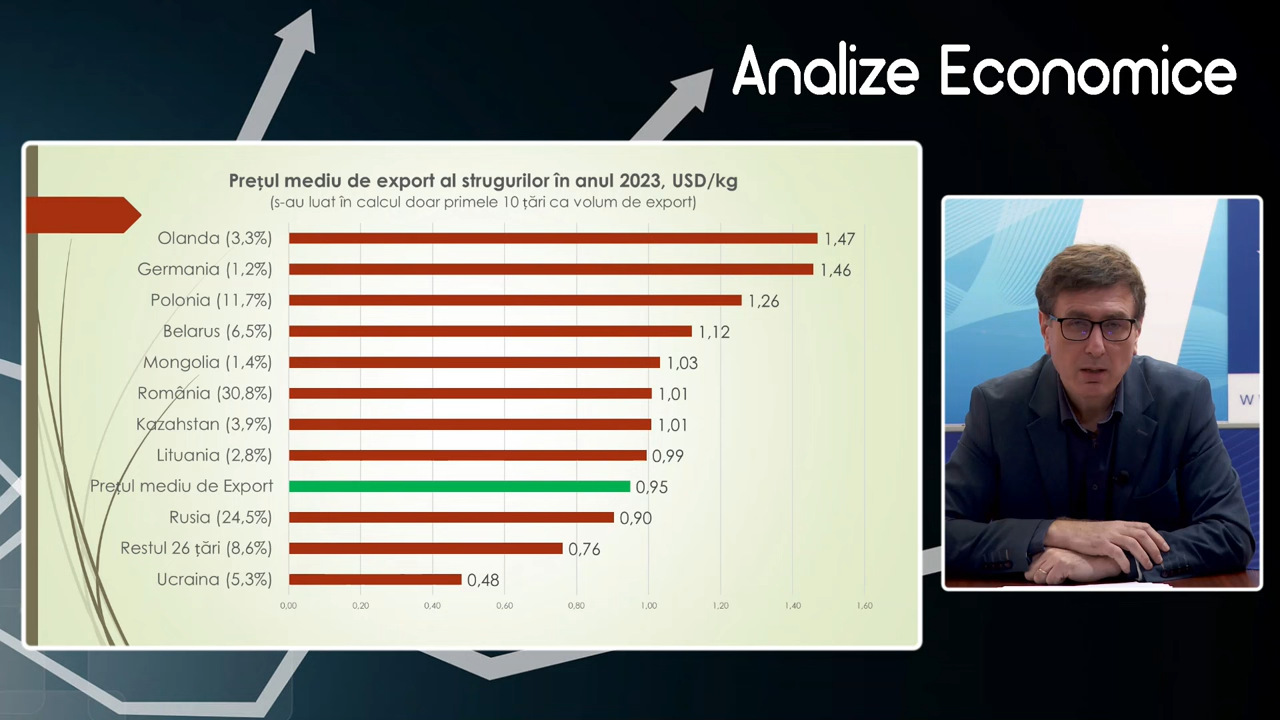 Analize Economice
Prețul mediu de export al strugurilor în anul 2023, USD/kg
(s-au luat în calcul doar primele 10 țări ca volum de export)
Olanda (3,3%) 1,47
Germania (1,2%) 1,46
Polonia (11,7%) 1,26
Belarus (6,5%) 1,12
Mongolia (1,4%) 1,03
România (30,8%) 1,01
Kazahstan (3,9%) 1,01
Lituania (2,8%) 0,99
Prețul mediu de Export 0,95
Rusia (24,5%) 0,90
Restul 26 țări (8,6%) 0,76
Ucraina (5,3%) 0,48
0,00 0,20 0,40 0,60 0,80 1,00 1,20 1,40 1,60
W